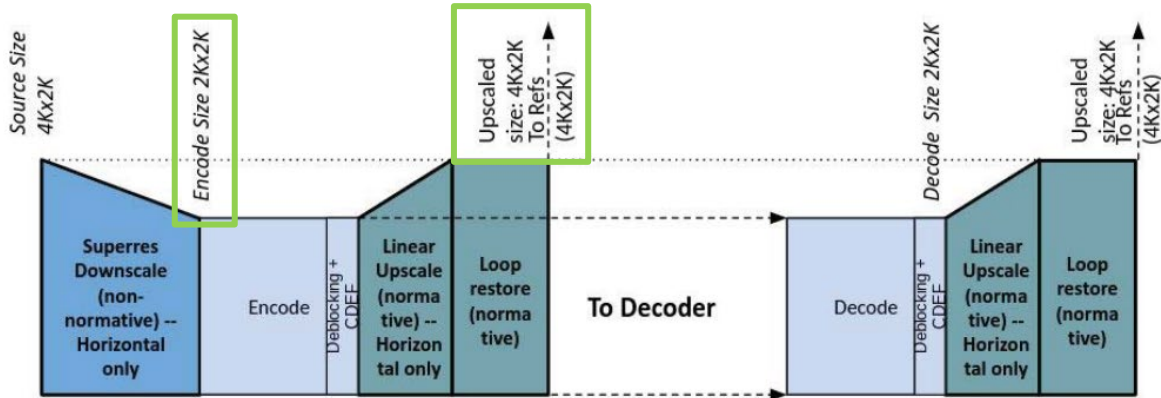 Source Size
4Kx2K
Encode Size 2Kx2K
Upscaled
size: 4Kx2K
To Refs
(4Kx2K)
Decode Size 2Kx2K
Upscaled
size: 4Kx2K
To Refs
(4Kx2K)
Superres
Downscale
(non-
normative) --
Horizontal
only
Encode
Deblocking +
CDEF
Linear
Upscale
(norma
tive) --
Horizon
tal only
Loop
restore
(norma
tive)
To Decoder
Decode
Deblocking +
CDEF
Linear
Upscale
(norma
tive) --
Horizon
tal only
Loop
restore
(norma
tive)